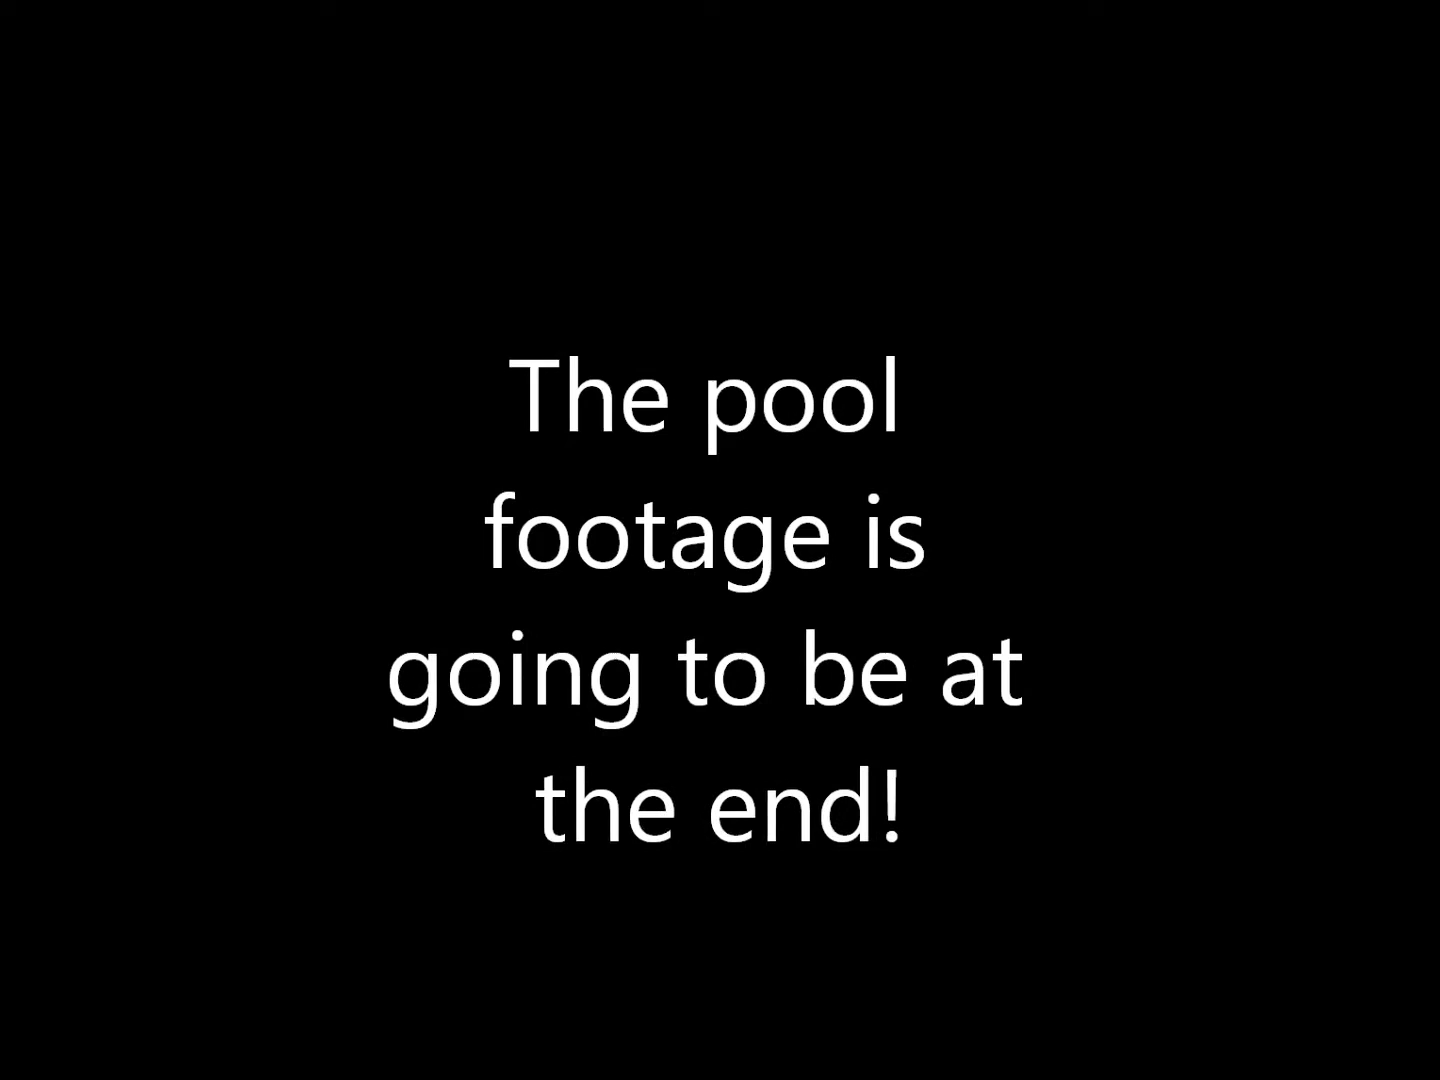 The pool
footage is
going to be at
the end!